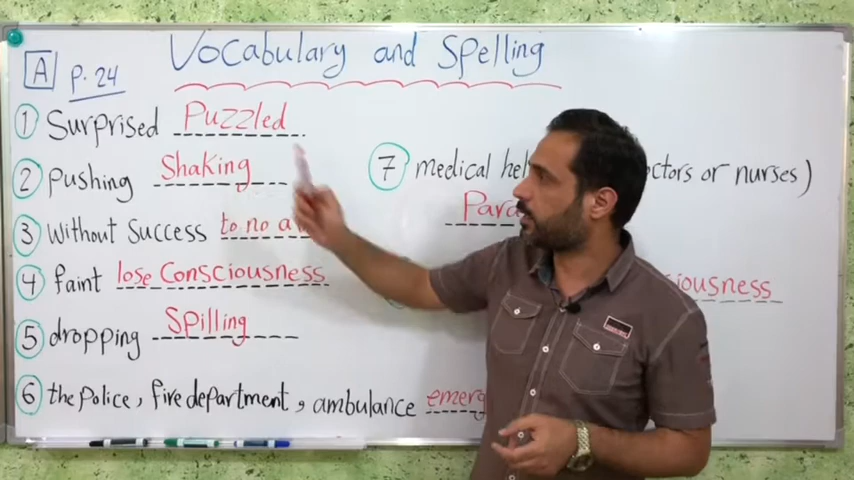 Vocabulary and Spelling
A P. 24
1 Surprised Puzzled
2 pushing Shaking
3 without success to no a
4 faint lose Consciousness
5 dropping Spilling
6 the police, fire department, ambulance emerg
7 medical hel ctors or nurses)
Para
ciousness